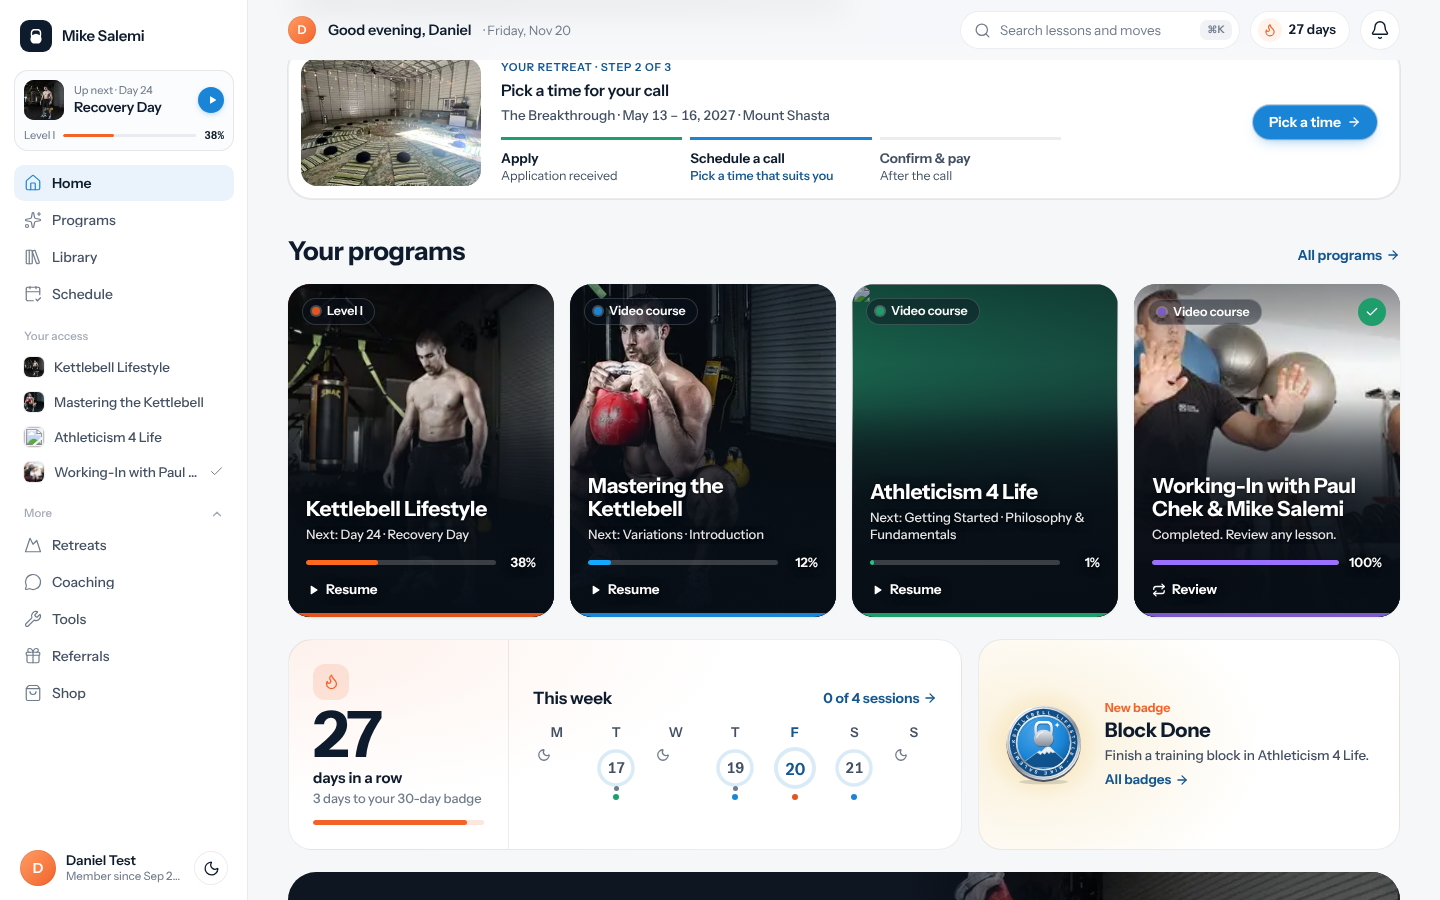 Mike Salemi
Up next · Day 24
Recovery Day
Level I
38%
Home
Programs
Library
Schedule
Your access
Kettlebell Lifestyle
Mastering the Kettlebell
Athleticism 4 Life
Working-In with Paul ...
More
Retreats
Coaching
Tools
Referrals
Shop
D
Daniel Test
Member since Sep 2...
D
Good evening, Daniel · Friday, Nov 20
Search lessons and moves
⌘K
27 days
YOUR RETREAT · STEP 2 OF 3
Pick a time for your call
The Breakthrough · May 13 – 16, 2027 · Mount Shasta
Apply
Application received
Schedule a call
Pick a time that suits you
Confirm & pay
After the call
Pick a time →
Your programs
All programs →
Level I
Kettlebell Lifestyle
Next: Day 24 · Recovery Day
38%
Resume
Video course
Mastering the
Kettlebell
Next: Variations · Introduction
12%
Resume
Video course
Athleticism 4 Life
Next: Getting Started · Philosophy &
Fundamentals
1%
Resume
Video course
Working-In with Paul
Chek & Mike Salemi
Completed. Review any lesson.
100%
Review
27
days in a row
3 days to your 30-day badge
This week
0 of 4 sessions →
M T W T F S S
17 19 20 21
New badge
Block Done
Finish a training block in Athleticism 4 Life.
All badges →